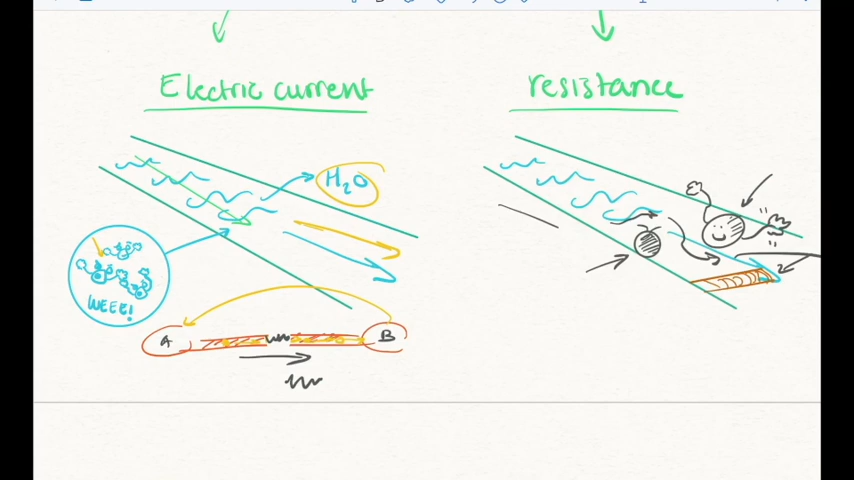 Electric current
resistance
H₂O
WEEE!
A
B